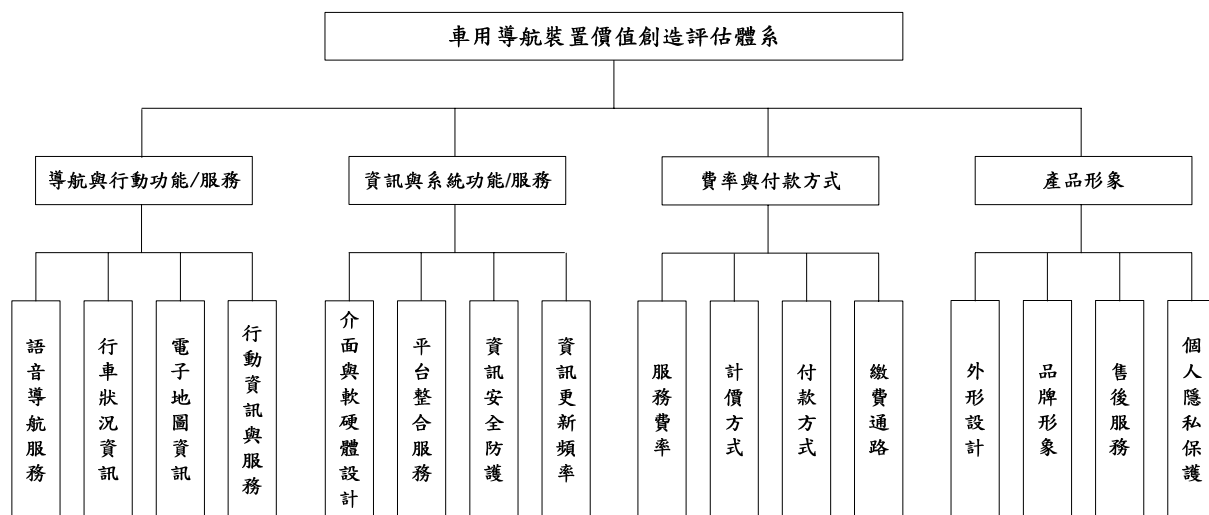 車用導航裝置價值創造評估體系
導航與行動功能/服務
資訊與系統功能/服務
費率與付款方式
產品形象
語音導航服務
行車狀況資訊
電子地圖資訊
行動資訊與服務
介面與軟硬體設計
平台整合服務
資訊安全防護
資訊更新頻率
服務費率
計價方式
付款方式
繳費通路
外形設計
品牌形象
售後服務
個人隱私保護